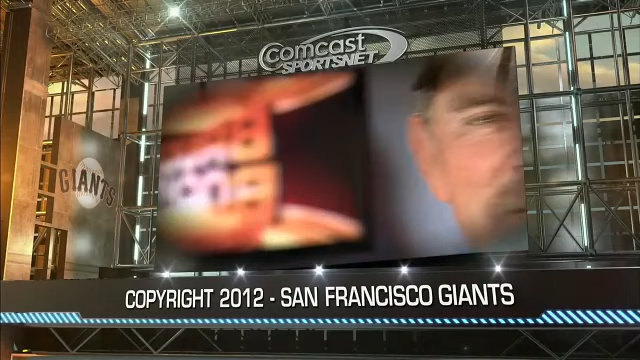 Comcast
SPORTSNET
GIANTS
COPYRIGHT 2012 - SAN FRANCISCO GIANTS